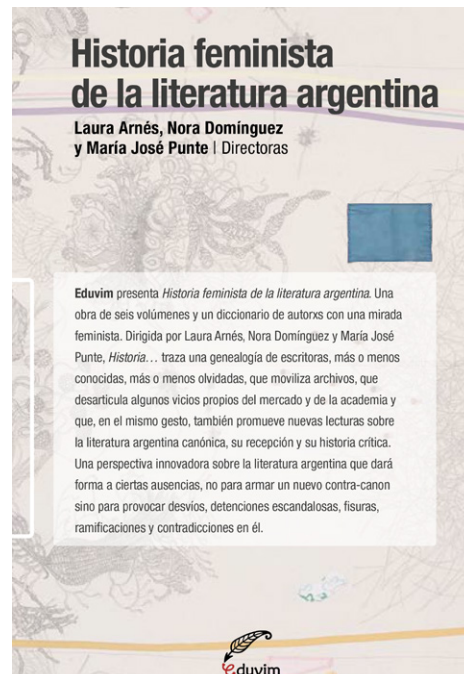 Historia feminista
de la literatura argentina
Laura Arnés, Nora Domínguez
y María José Punte | Directoras
Eduvim presenta Historia feminista de la literatura argentina. Una
obra de seis volúmenes y un diccionario de autorxs con una mirada
feminista. Dirigida por Laura Arnés, Nora Domínguez y María José
Punte, Historia… traza una genealogía de escritoras, más o menos
conocidas, más o menos olvidadas, que moviliza archivos, que
desarticula algunos vicios propios del mercado y de la academia y
que, en el mismo gesto, también promueve nuevas lecturas sobre
la literatura argentina canónica, su recepción y su historia crítica.
Una perspectiva innovadora sobre la literatura argentina que dará
forma a ciertas ausencias, no para armar un nuevo contra-canon
sino para provocar desvíos, detenciones escandalosas, fisuras,
ramificaciones y contradicciones en él.
eduvim